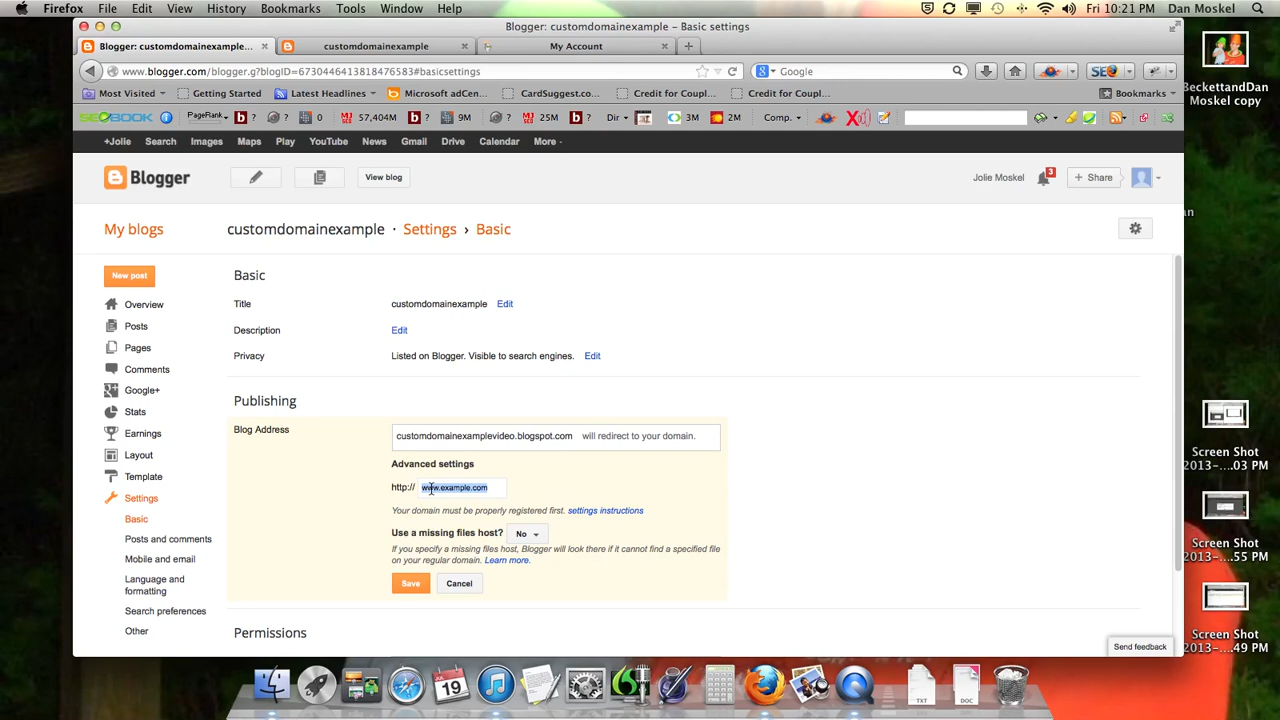 Firefox File Edit View History Bookmarks Tools Window Help Fri 10:21 PM Dan Moskel
Blogger: customdomainexample - Basic settings
Blogger: customdomainexample... customdomainexample My Account
www.blogger.com/blogger.g?blogID=6730446413818476583#basicsettings Google SEO
Most Visited Getting Started Latest Headlines Microsoft adCen... CardSuggest.co... Credit for Coupl... Credit for Coupl... Bookmarks
SEOBOOK PageRank b ? ? 0 57,404M b ? 9M ? 25M b ? Dir 3M 2M Comp.
BeckettandDan
Moskel copy
+Jolie Search Images Maps Play YouTube News Gmail Drive Calendar More
Blogger View blog Jolie Moskel 3 + Share
My blogs customdomainexample · Settings › Basic
New post
Overview
Posts
Pages
Comments
Google+
Stats
Earnings
Layout
Template
Settings
Basic
Posts and comments
Mobile and email
Language and
formatting
Search preferences
Other
Basic
Title customdomainexample Edit
Description Edit
Privacy Listed on Blogger. Visible to search engines. Edit
Publishing
Blog Address customdomainexamplevideo.blogspot.com will redirect to your domain.
Advanced settings
http:// www.example.com
Your domain must be properly registered first. settings instructions
Use a missing files host? No
If you specify a missing files host, Blogger will look there if it cannot find a specified file
on your regular domain. Learn more.
Save Cancel
Permissions
Send feedback
Screen Shot
2013-...03 PM
Screen Shot
2013-....55 PM
Screen Shot
2013-...49 PM
JUL
19
TXT
DOC